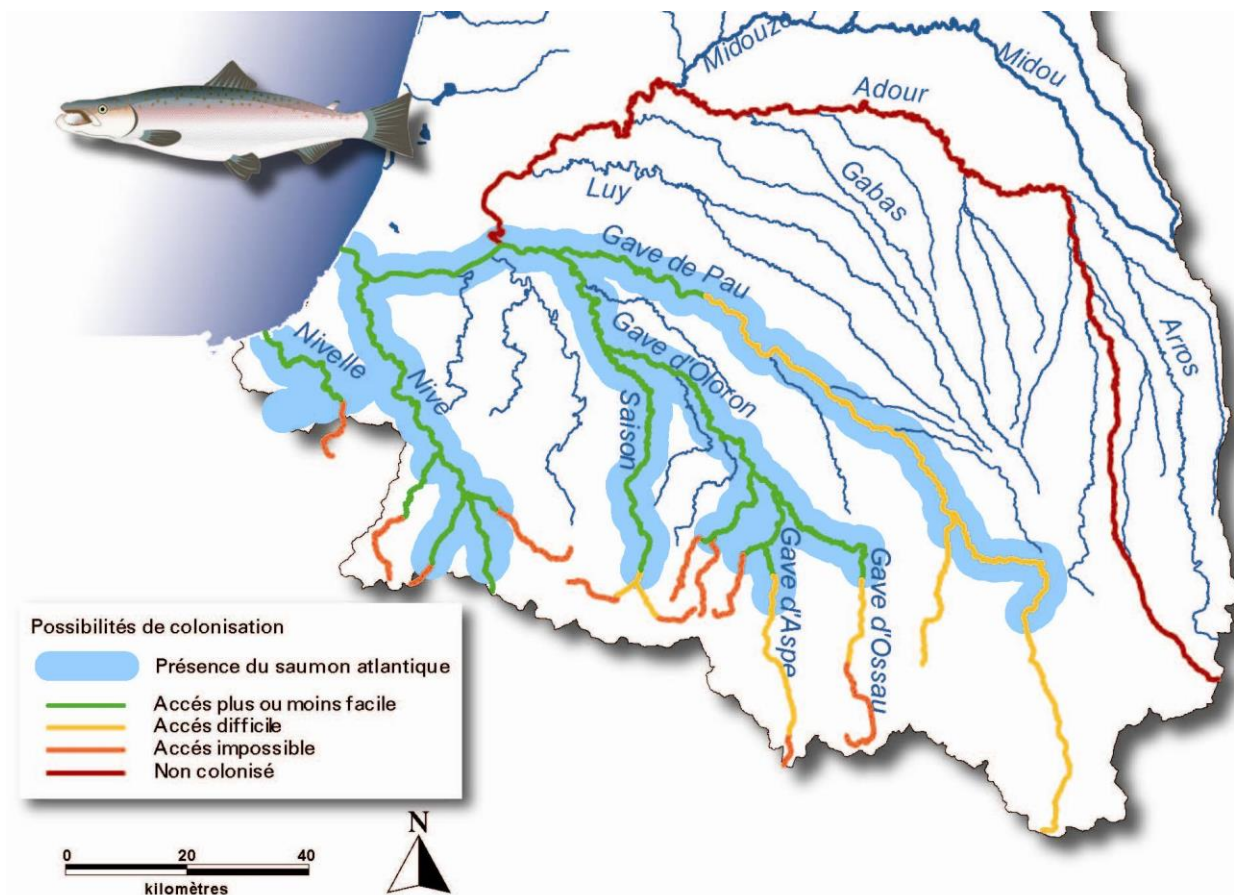 Midouze
Midou
Adour
Gabas
Luy
Gave de Pau
Arros
Nivelle
Nive
Gave d'Oloron
Saison
Gave d'Aspe
Gave d'Ossau
Possibilités de colonisation
Présence du saumon atlantique
Accés plus ou moins facile
Accés difficile
Accés impossible
Non colonisé
N
0 20 40
kilomètres